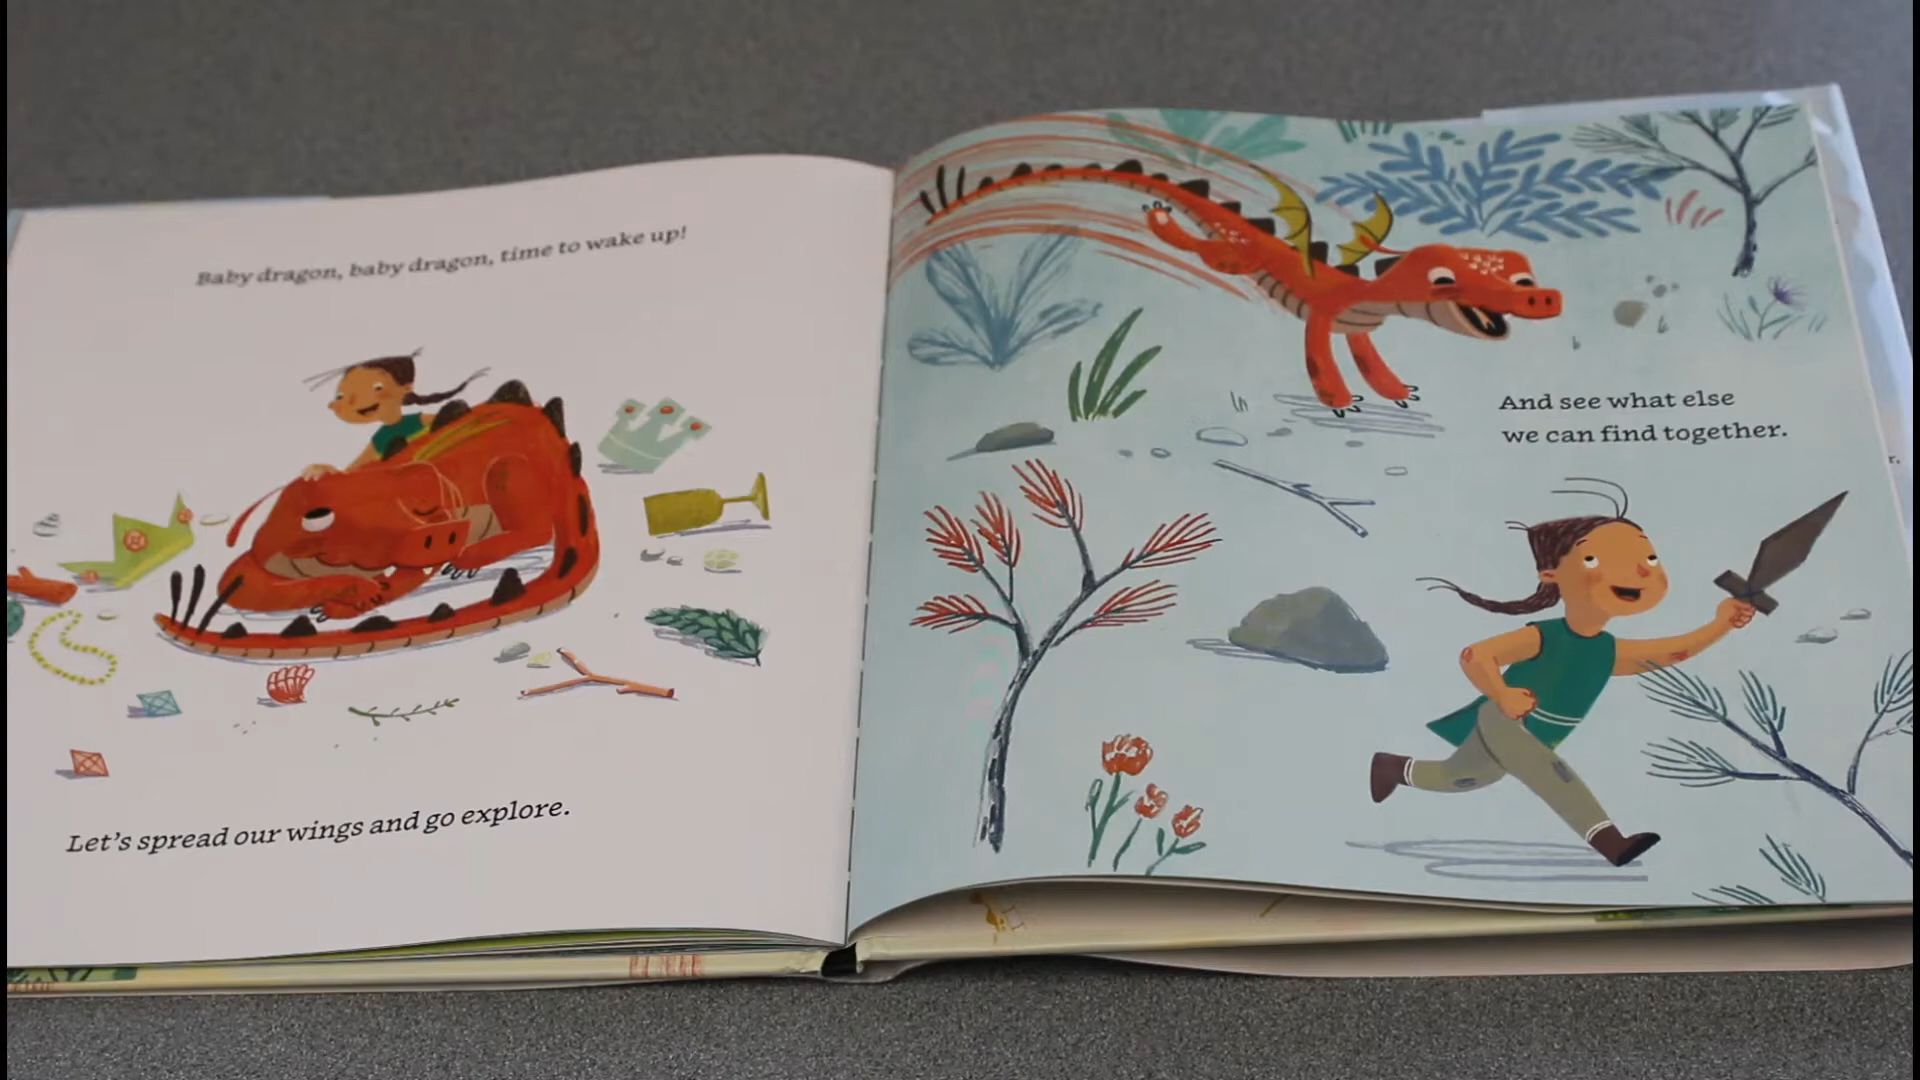 Baby dragon, baby dragon, time to wake up!
Let's spread our wings and go explore.
And see what else
we can find together.
r.